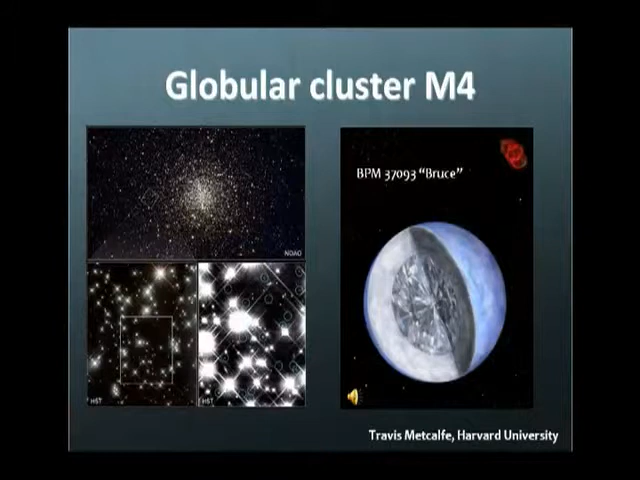 Globular cluster M4
BPM 37093 “Bruce”
NOAO
HST
HST
Travis Metcalfe, Harvard University